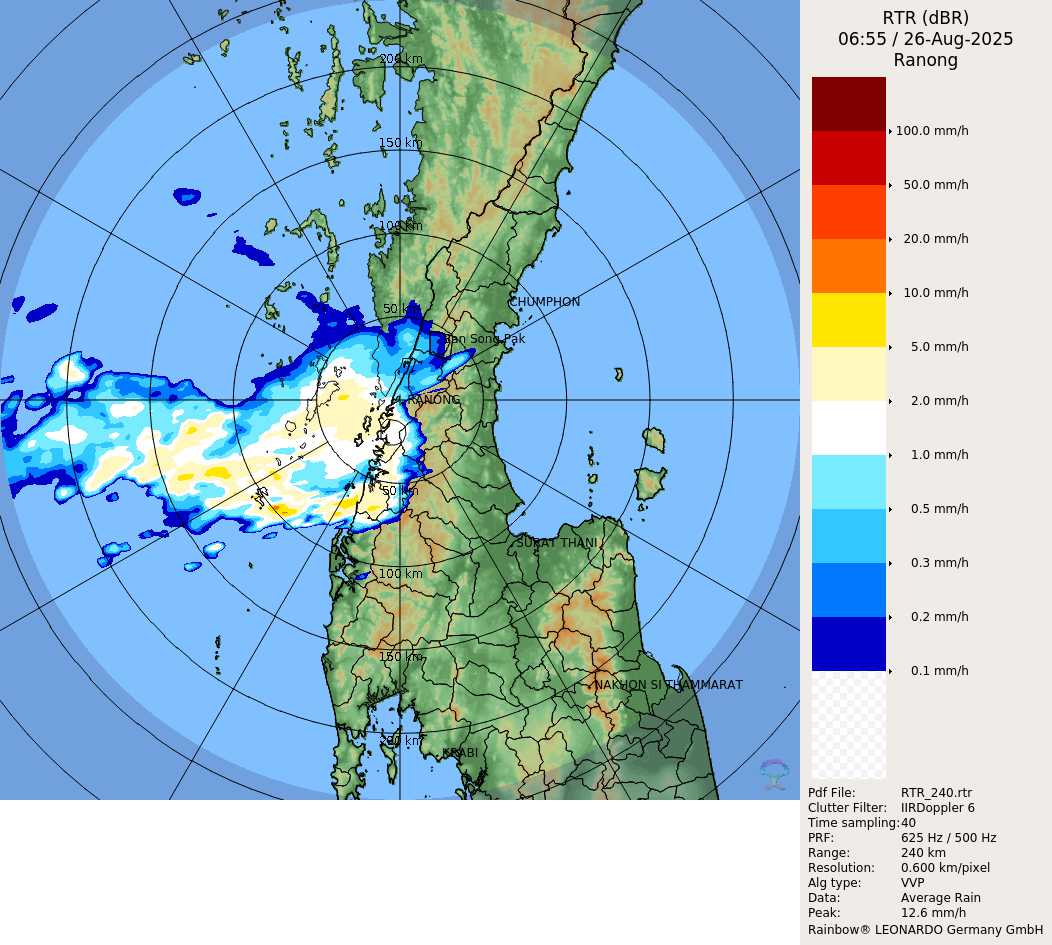 RTR (dBR)
06:55 / 26-Aug-2025
Ranong
200 km
150 km
100 km
50 km
CHUMPHON
Ban Song Pak
RANONG
50 km
SURAT THANI
100 km
150 km
NAKHON SI THAMMARAT
200 km
KRABI
100.0 mm/h
50.0 mm/h
20.0 mm/h
10.0 mm/h
5.0 mm/h
2.0 mm/h
1.0 mm/h
0.5 mm/h
0.3 mm/h
0.2 mm/h
0.1 mm/h
Pdf File: RTR_240.rtr
Clutter Filter: IIRDoppler 6
Time sampling:40
PRF: 625 Hz / 500 Hz
Range: 240 km
Resolution: 0.600 km/pixel
Alg type: VVP
Data: Average Rain
Peak: 12.6 mm/h
Rainbow® LEONARDO Germany GmbH